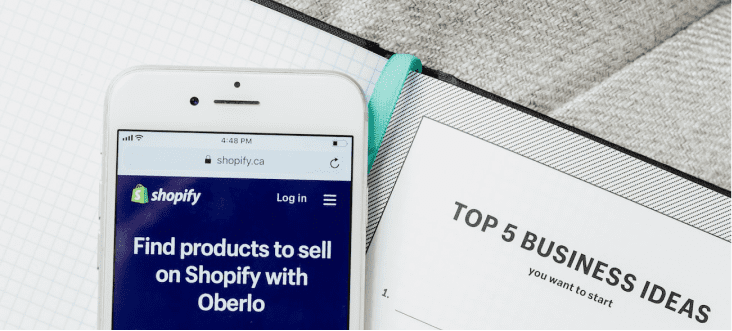 4:48 PM
shopify.ca
shopify
Log in
Find products to sell
on Shopify with
Oberlo
TOP 5 BUSINESS IDEAS
you want to start
1.